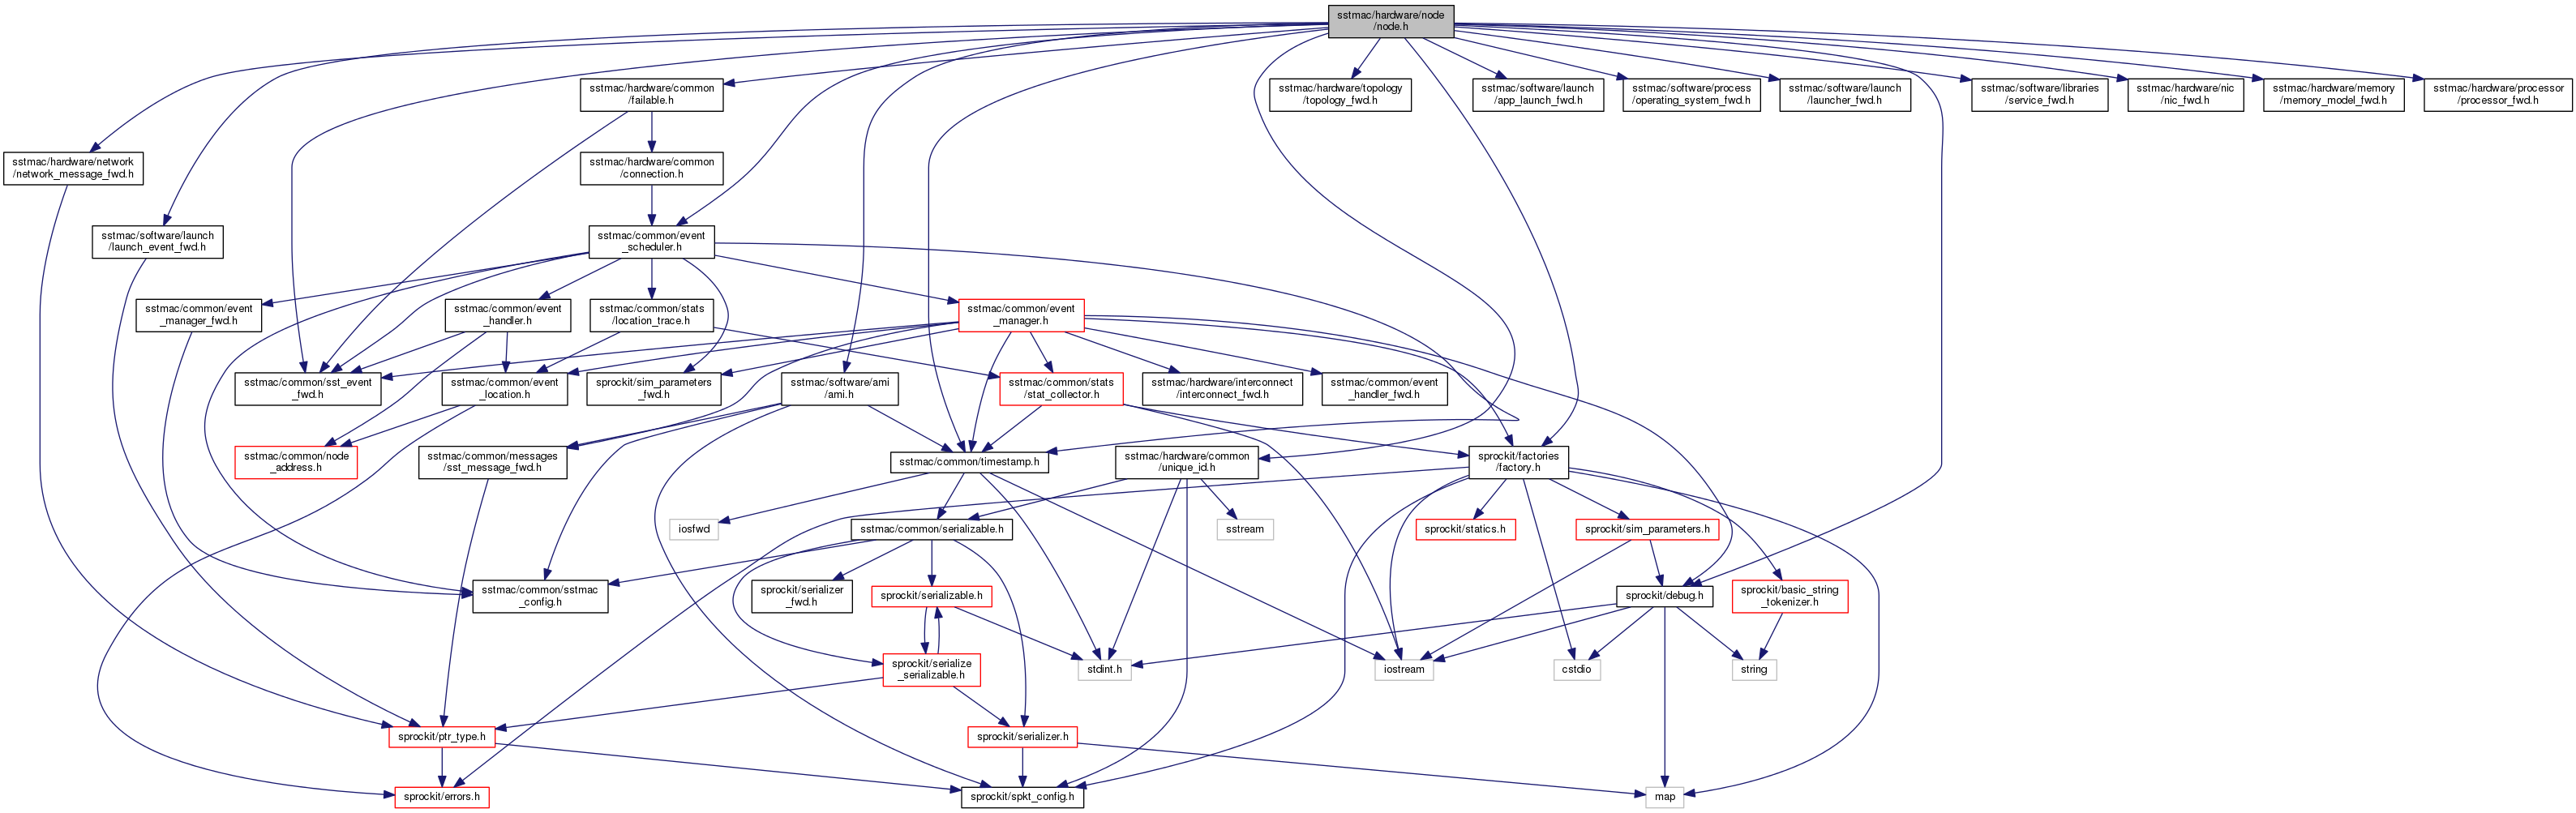 sstmac/hardware/node
/node.h
sstmac/hardware/common
/failable.h
sstmac/hardware/topology
/topology_fwd.h
sstmac/software/launch
/app_launch_fwd.h
sstmac/software/process
/operating_system_fwd.h
sstmac/software/launch
/launcher_fwd.h
sstmac/software/libraries
/service_fwd.h
sstmac/hardware/nic
/nic_fwd.h
sstmac/hardware/memory
/memory_model_fwd.h
sstmac/hardware/processor
/processor_fwd.h
sstmac/hardware/network
/network_message_fwd.h
sstmac/hardware/common
/connection.h
sstmac/software/launch
/launch_event_fwd.h
sstmac/common/event
_scheduler.h
sstmac/common/event
_manager_fwd.h
sstmac/common/event
_handler.h
sstmac/common/stats
/location_trace.h
sstmac/common/event
_manager.h
sstmac/common/sst_event
_fwd.h
sstmac/common/event
_location.h
sprockit/sim_parameters
_fwd.h
sstmac/software/ami
/ami.h
sstmac/common/stats
/stat_collector.h
sstmac/hardware/interconnect
/interconnect_fwd.h
sstmac/common/event
_handler_fwd.h
sstmac/common/node
_address.h
sstmac/common/messages
/sst_message_fwd.h
sstmac/common/timestamp.h
sstmac/hardware/common
/unique_id.h
sprockit/factories
/factory.h
iosfwd
sstmac/common/serializable.h
sstream
sprockit/statics.h
sprockit/sim_parameters.h
sstmac/common/sstmac
_config.h
sprockit/serializer
_fwd.h
sprockit/serializable.h
sprockit/debug.h
sprockit/basic_string
_tokenizer.h
sprockit/serialize
_serializable.h
stdint.h
iostream
cstdio
string
sprockit/ptr_type.h
sprockit/serializer.h
sprockit/errors.h
sprockit/spkt_config.h
map